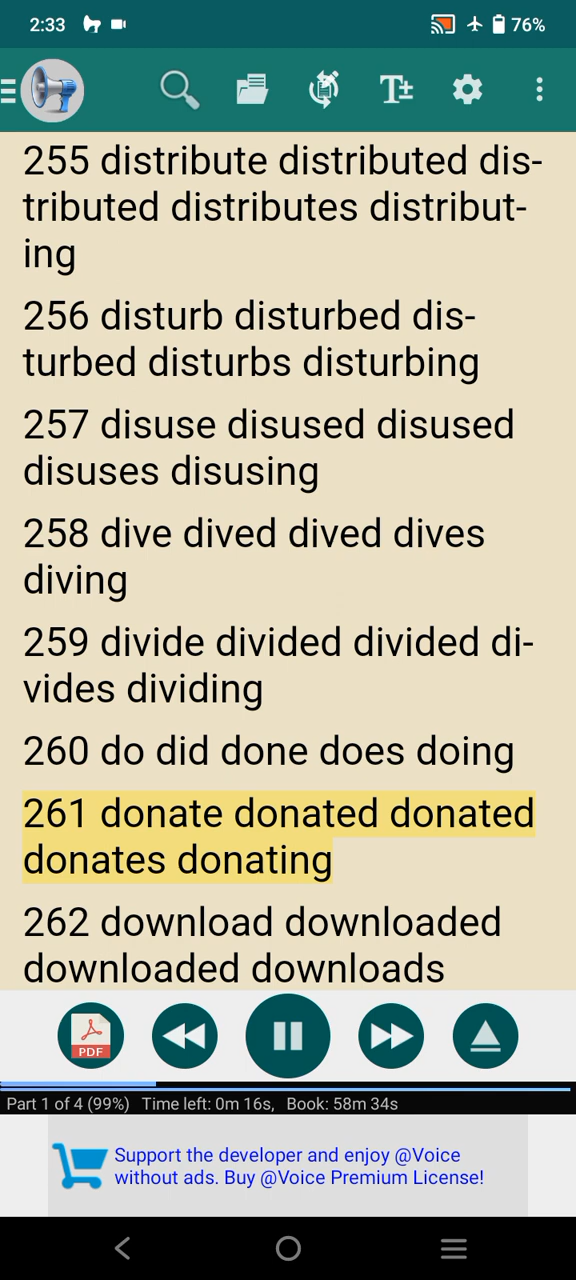 2:33
76%
T±
255 distribute distributed dis-
tributed distributes distribut-
ing
256 disturb disturbed dis-
turbed disturbs disturbing
257 disuse disused disused
disuses disusing
258 dive dived dived dives
diving
259 divide divided divided di-
vides dividing
260 do did done does doing
261 donate donated donated
donates donating
262 download downloaded
downloaded downloads
PDF
Part 1 of 4 (99%) Time left: 0m 16s, Book: 58m 34s
Support the developer and enjoy @Voice
without ads. Buy @Voice Premium License!